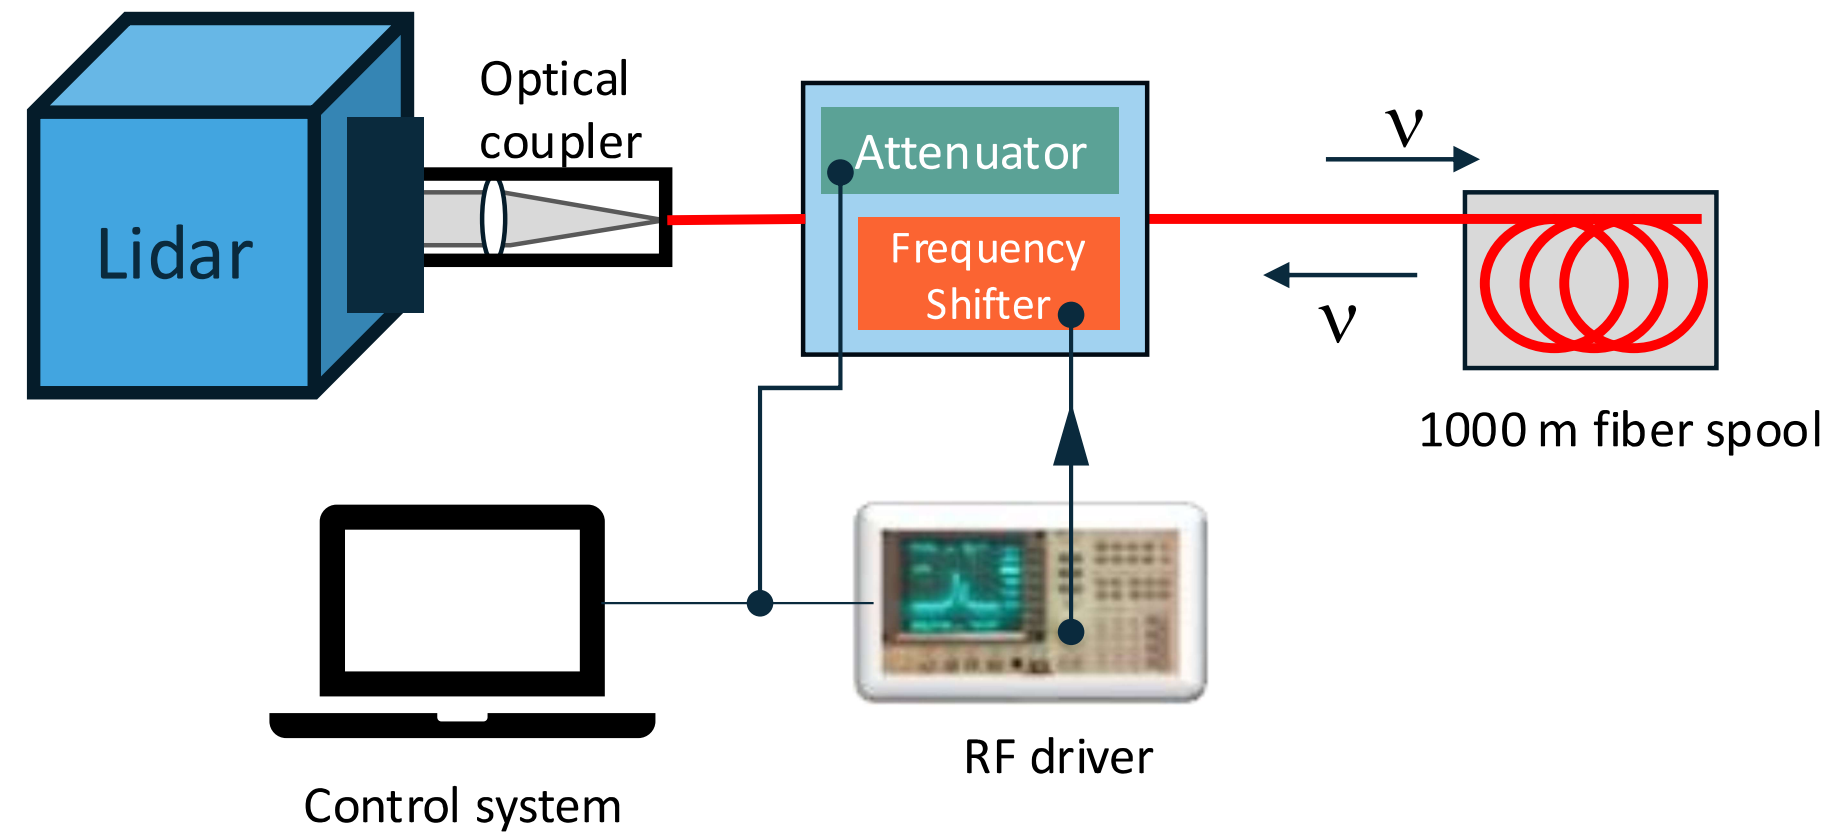 Optical
coupler
Lidar
Attenuator
Frequency
Shifter
ν
ν
1000 m fiber spool
RF driver
Control system